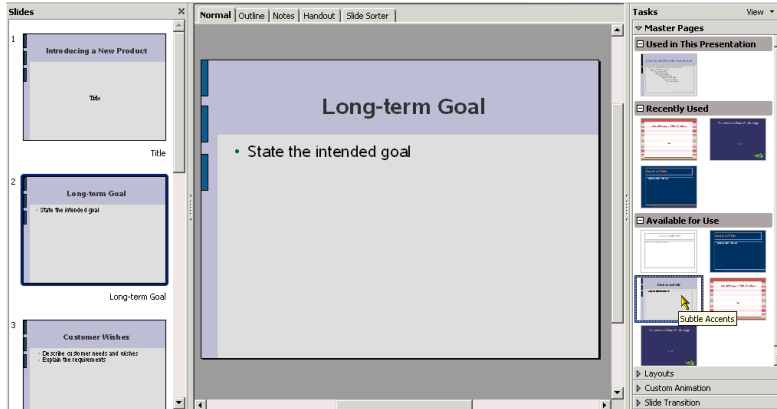 Slides
Normal Outline Notes Handout Slide Sorter
Tasks View
Master Pages
Used in This Presentation
Recently Used
Available for Use
Subtle Accents
Layouts
Custom Animation
Slide Transition
1
Introducing a New Product
Title
Title
2
Long-term Goal
State the intended goal
Long-term Goal
3
Customer Wishes
Describe customer needs and wishes
Explain the requirements
Long-term Goal
• State the intended goal